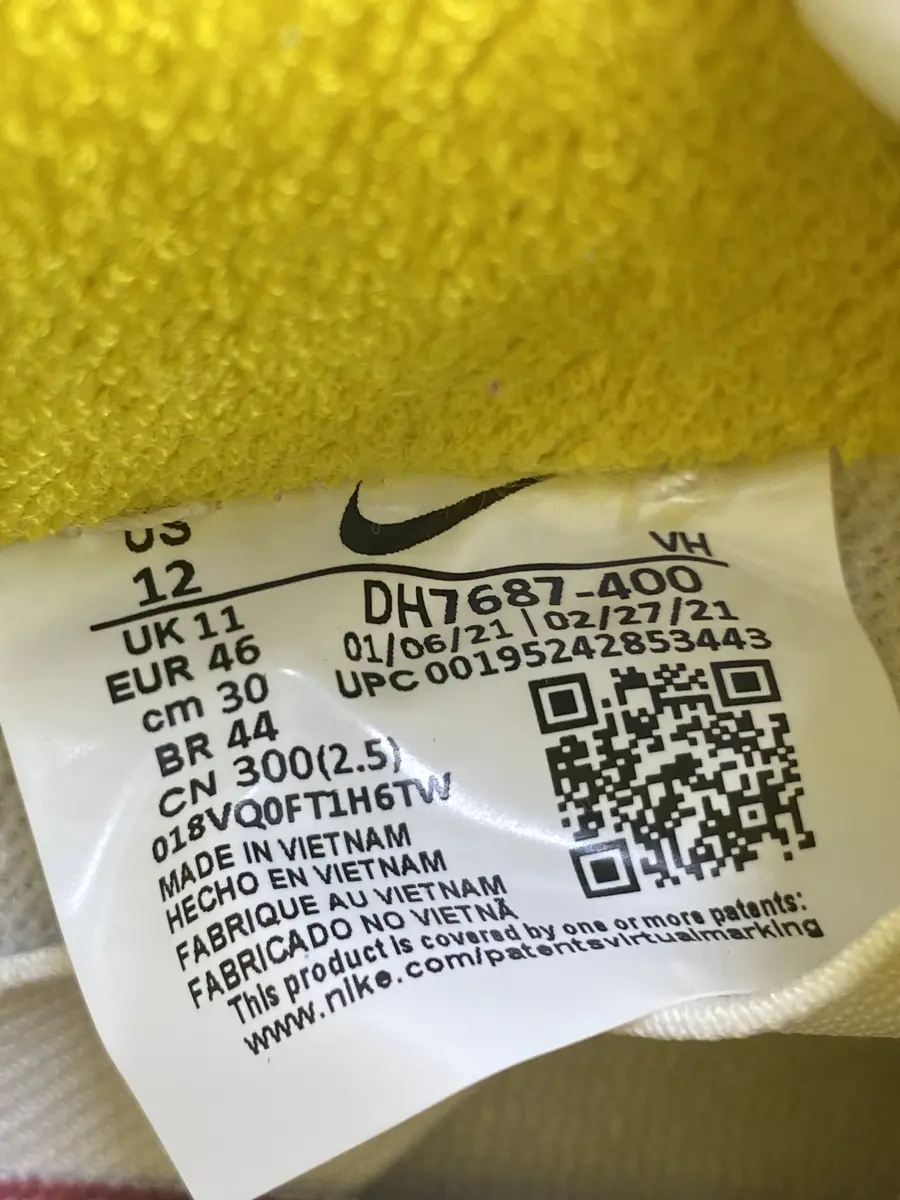 US
12
UK 11
EUR 46
cm 30
BR 44
CN 300(2.5)
018VQ0FT1H6TW
VH
DH7687-400
01/06/21 | 02/27/21
UPC 001952428534​43
MADE IN VIETNAM
HECHO EN VIETNAM
FABRIQUE AU VIETNAM
FABRICADO NO VIETNÃ
This product is covered by one or more patents:
www.nike.com/patentsvirtualmarking